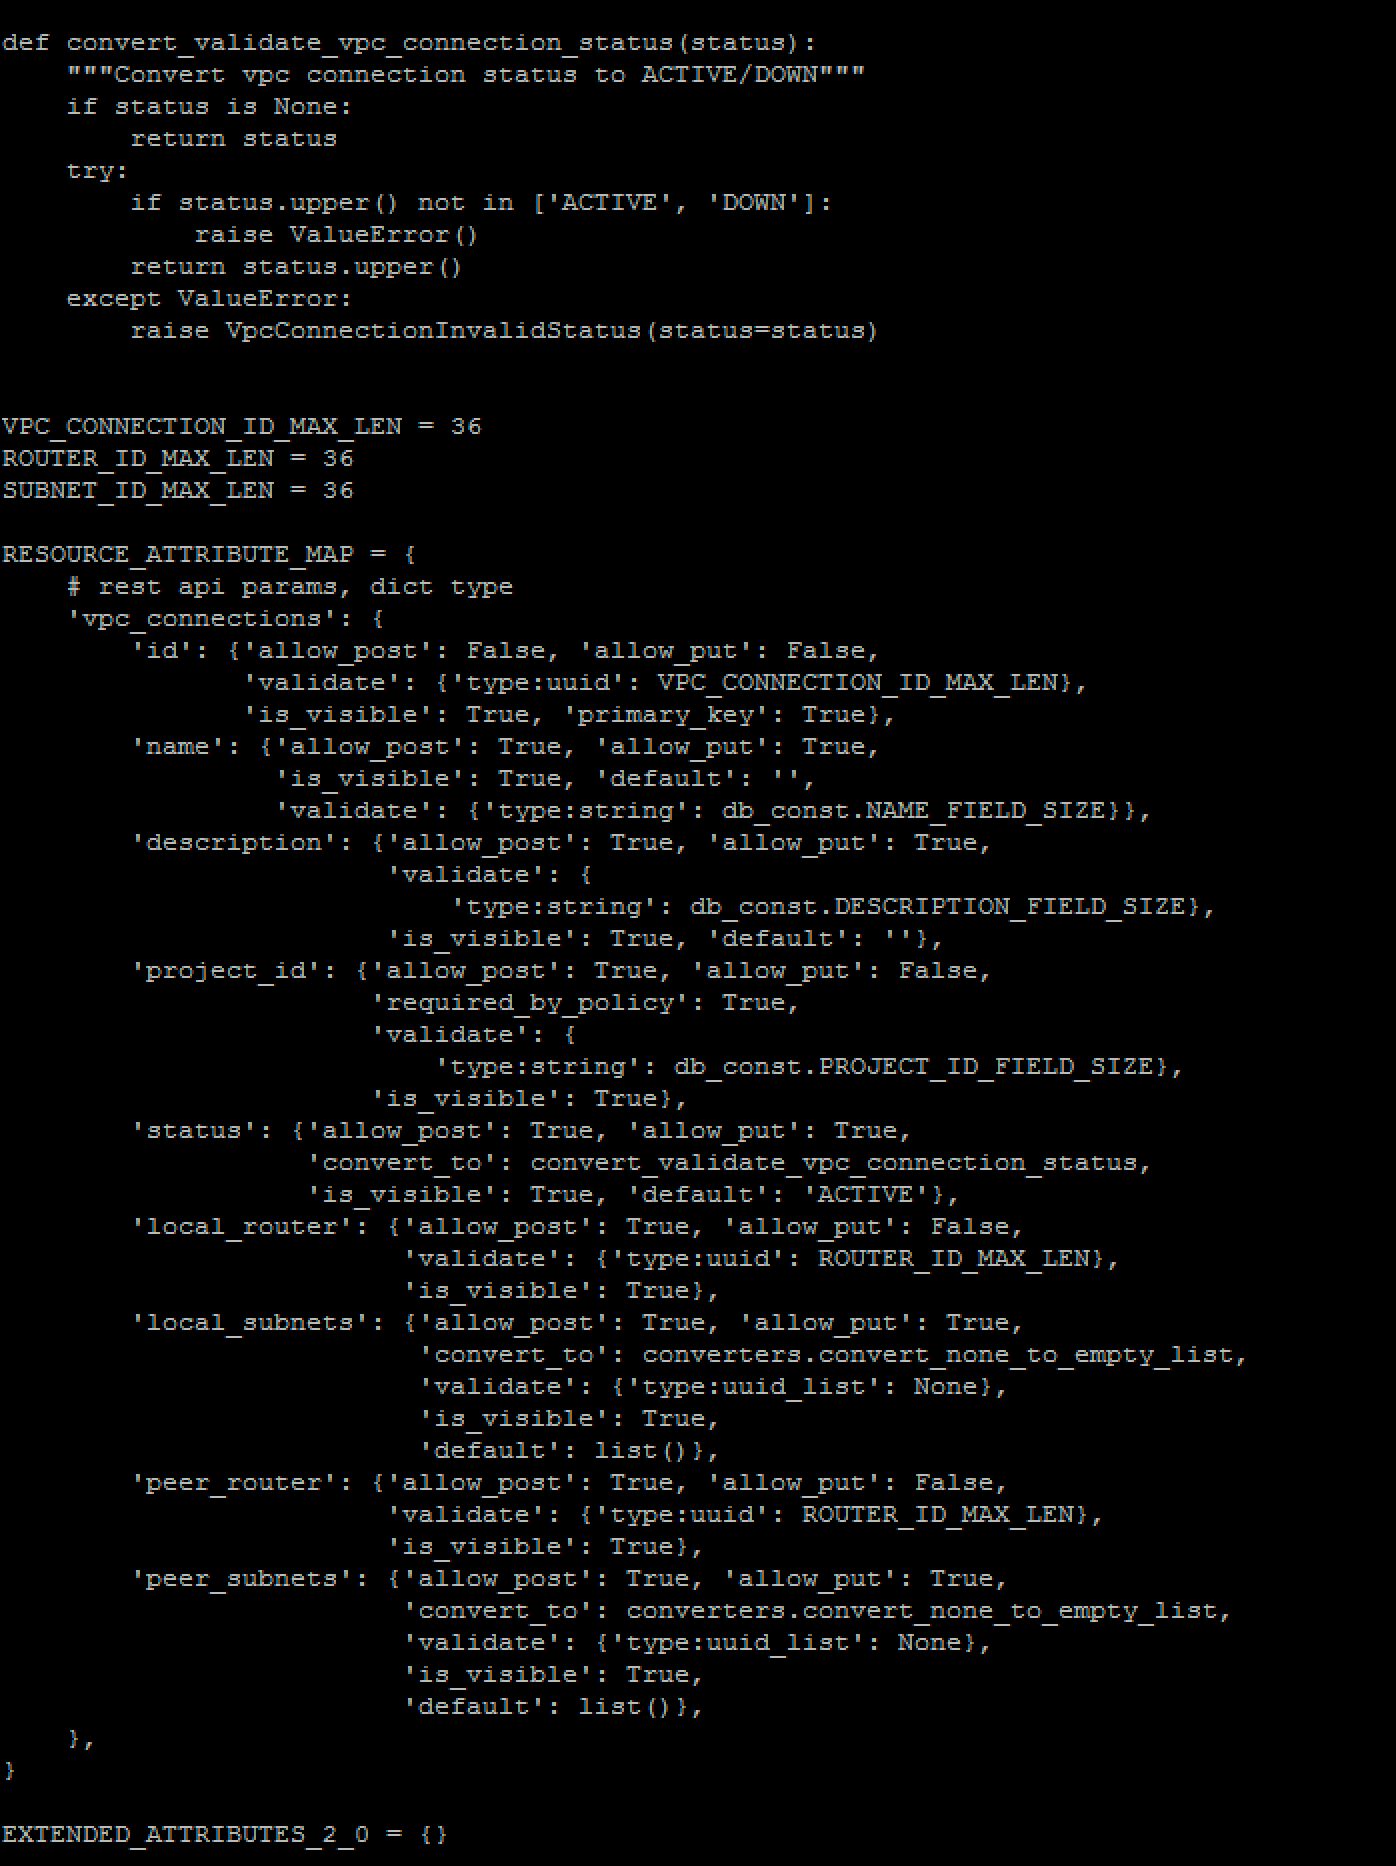 def convert_validate_vpc_connection_status(status):
    """Convert vpc connection status to ACTIVE/DOWN"""
    if status is None:
        return status
    try:
        if status.upper() not in ['ACTIVE', 'DOWN']:
            raise ValueError()
        return status.upper()
    except ValueError:
        raise VpcConnectionInvalidStatus(status=status)


VPC_CONNECTION_ID_MAX_LEN = 36
ROUTER_ID_MAX_LEN = 36
SUBNET_ID_MAX_LEN = 36

RESOURCE_ATTRIBUTE_MAP = {
    # rest api params, dict type
    'vpc_connections': {
        'id': {'allow_post': False, 'allow_put': False,
               'validate': {'type:uuid': VPC_CONNECTION_ID_MAX_LEN},
               'is_visible': True, 'primary_key': True},
        'name': {'allow_post': True, 'allow_put': True,
                 'is_visible': True, 'default': '',
                 'validate': {'type:string': db_const.NAME_FIELD_SIZE}},
        'description': {'allow_post': True, 'allow_put': True,
                        'validate': {
                            'type:string': db_const.DESCRIPTION_FIELD_SIZE},
                        'is_visible': True, 'default': ''},
        'project_id': {'allow_post': True, 'allow_put': False,
                       'required_by_policy': True,
                       'validate': {
                           'type:string': db_const.PROJECT_ID_FIELD_SIZE},
                       'is_visible': True},
        'status': {'allow_post': True, 'allow_put': True,
                   'convert_to': convert_validate_vpc_connection_status,
                   'is_visible': True, 'default': 'ACTIVE'},
        'local_router': {'allow_post': True, 'allow_put': False,
                         'validate': {'type:uuid': ROUTER_ID_MAX_LEN},
                         'is_visible': True},
        'local_subnets': {'allow_post': True, 'allow_put': True,
                          'convert_to': converters.convert_none_to_empty_list,
                          'validate': {'type:uuid_list': None},
                          'is_visible': True,
                          'default': list()},
        'peer_router': {'allow_post': True, 'allow_put': False,
                        'validate': {'type:uuid': ROUTER_ID_MAX_LEN},
                        'is_visible': True},
        'peer_subnets': {'allow_post': True, 'allow_put': True,
                         'convert_to': converters.convert_none_to_empty_list,
                         'validate': {'type:uuid_list': None},
                         'is_visible': True,
                         'default': list()},
    },
}

EXTENDED_ATTRIBUTES_2_0 = {}